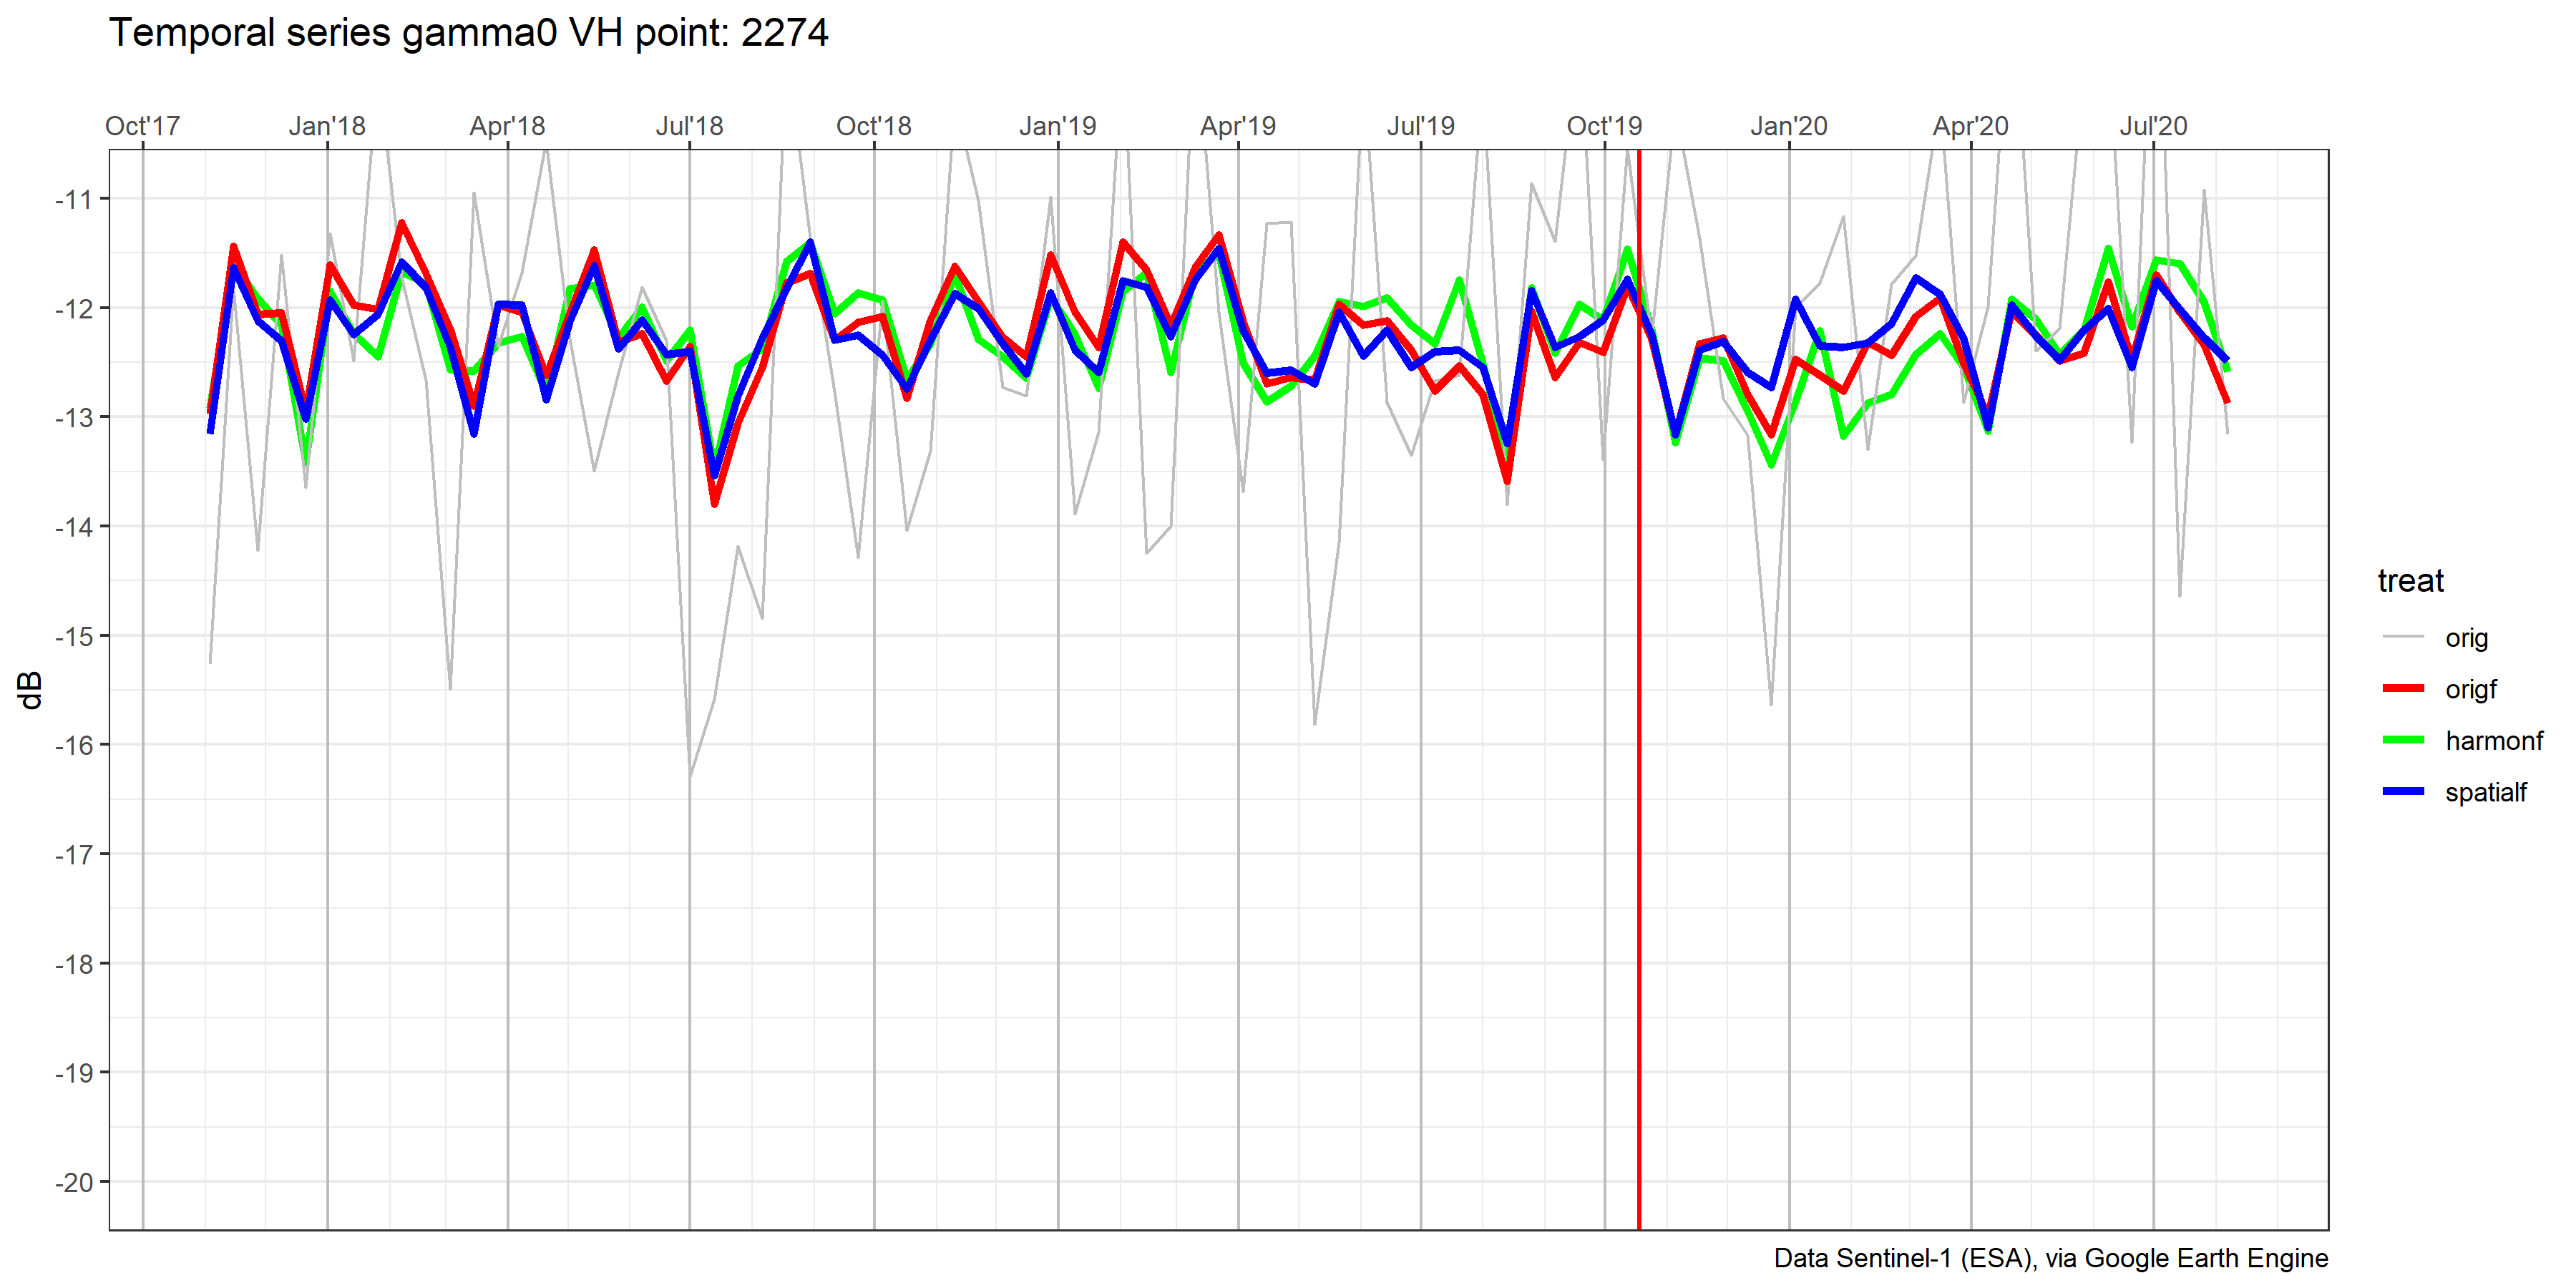 Temporal series gamma0 VH point: 2274
Oct'17 Jan'18 Apr'18 Jul'18 Oct'18 Jan'19 Apr'19 Jul'19 Oct'19 Jan'20 Apr'20 Jul'20
-11
-12
-13
-14
-15
-16
-17
-18
-19
-20
dB
treat
orig
origf
harmonf
spatialf
Data Sentinel-1 (ESA), via Google Earth Engine